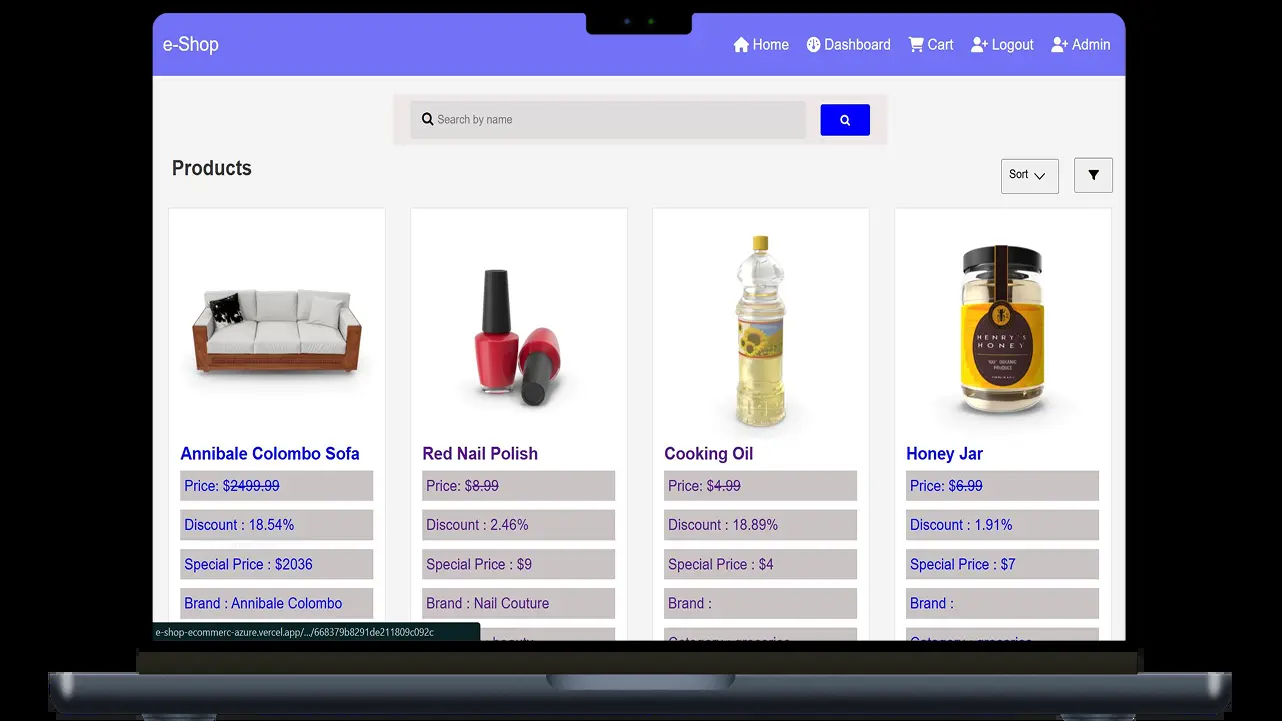 e-Shop
Home Dashboard Cart Logout Admin
Search by name
Products
Sort
HENRY'S
HONEY
100% ORGANIC
PRODUCE
Annibale Colombo Sofa
Price: $2499.99
Discount : 18.54%
Special Price : $2036
Brand : Annibale Colombo
Red Nail Polish
Price: $8.99
Discount : 2.46%
Special Price : $9
Brand : Nail Couture
beauty
Cooking Oil
Price: $4.99
Discount : 18.89%
Special Price : $4
Brand :
Category : groceries
Honey Jar
Price: $6.99
Discount : 1.91%
Special Price : $7
Brand :
Category : groceries
e-shop-ecommerc-azure.vercel.app/.../668379b8291de211809c092c